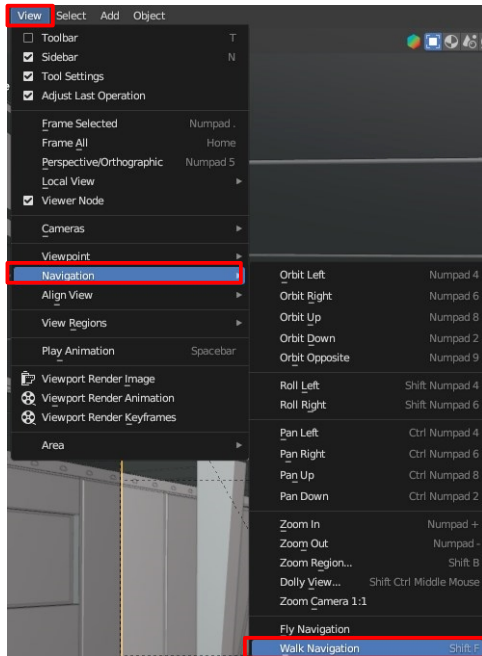 View Select Add Object
Toolbar T
Sidebar N
Tool Settings
Adjust Last Operation
Frame Selected Numpad .
Frame All Home
Perspective/Orthographic Numpad 5
Local View
Viewer Node
Cameras
Viewpoint
Navigation
Align View
View Regions
Play Animation Spacebar
Viewport Render Image
Viewport Render Animation
Viewport Render Keyframes
Area
Orbit Left Numpad 4
Orbit Right Numpad 6
Orbit Up Numpad 8
Orbit Down Numpad 2
Orbit Opposite Numpad 9
Roll Left Shift Numpad 4
Roll Right Shift Numpad 6
Pan Left Ctrl Numpad 4
Pan Right Ctrl Numpad 6
Pan Up Ctrl Numpad 8
Pan Down Ctrl Numpad 2
Zoom In Numpad +
Zoom Out Numpad -
Zoom Region... Shift B
Dolly View... Shift Ctrl Middle Mouse
Zoom Camera 1:1
Fly Navigation
Walk Navigation Shift F